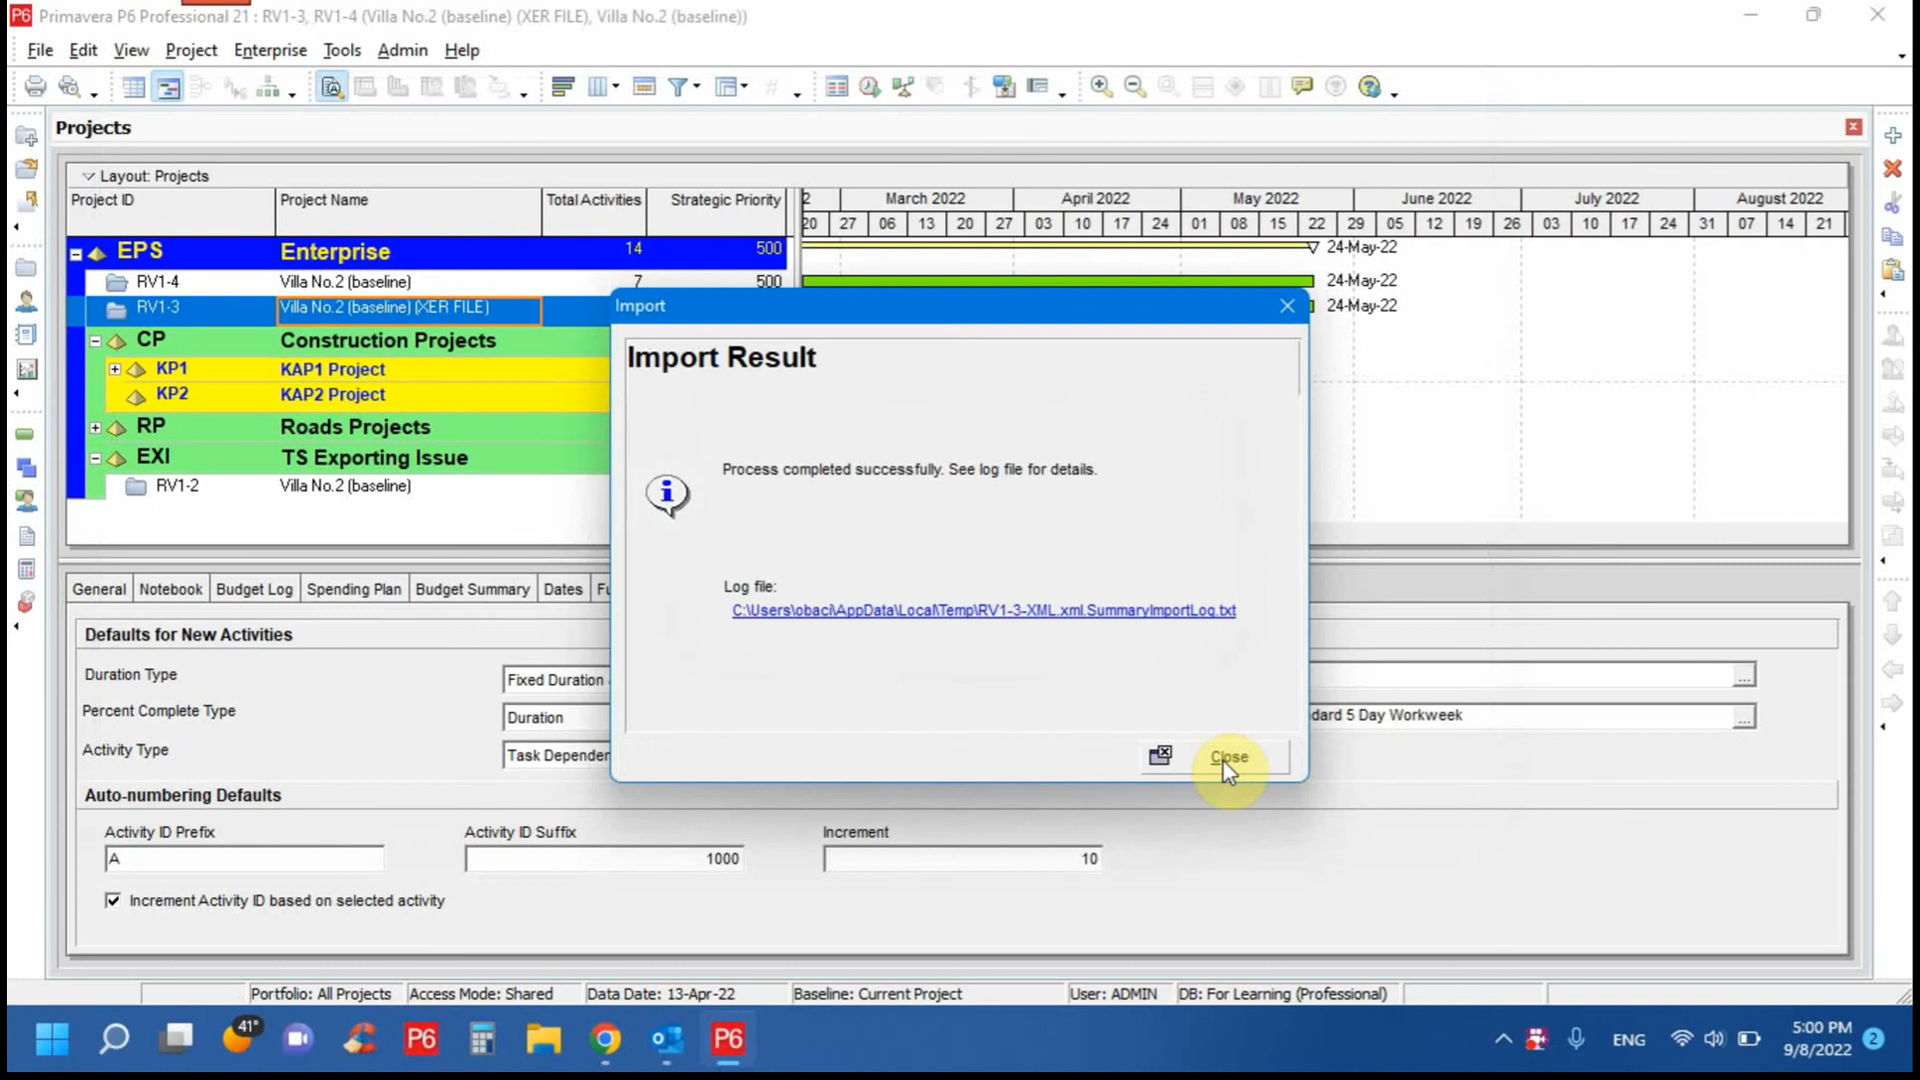 Primavera P6 Professional 21 : RV1-3, RV1-4 (Villa No.2 (baseline) (XER FILE), Villa No.2 (baseline))
File Edit View Project Enterprise Tools Admin Help
Projects
Layout: Projects
Project ID Project Name Total Activities Strategic Priority
2 March 2022 April 2022 May 2022 June 2022 July 2022 August 2022
20 27 06 13 20 27 03 10 17 24 01 08 15 22 29 05 12 19 26 03 10 17 24 31 07 14 21
EPS Enterprise 14 500 24-May-22
RV1-4 Villa No.2 (baseline) 7 500 24-May-22
RV1-3 Villa No.2 (baseline) (XER FILE) 24-May-22
CP Construction Projects
KP1 KAP1 Project
KP2 KAP2 Project
RP Roads Projects
EXI TS Exporting Issue
RV1-2 Villa No.2 (baseline)
Import
Import Result
Process completed successfully. See log file for details.
Log file:
C:\Users\obaci\AppData\Local\Temp\RV1-3-XML.xml.SummaryImportLog.txt
Close
General Notebook Budget Log Spending Plan Budget Summary Dates Fu
Defaults for New Activities
Duration Type Fixed Duration ...
Percent Complete Type Duration dard 5 Day Workweek ...
Activity Type Task Dependen
Auto-numbering Defaults
Activity ID Prefix Activity ID Suffix Increment
A 1000 10
Increment Activity ID based on selected activity
Portfolio: All Projects Access Mode: Shared Data Date: 13-Apr-22 Baseline: Current Project User: ADMIN DB: For Learning (Professional)
41° P6 P6 ENG 5:00 PM
9/8/2022 2